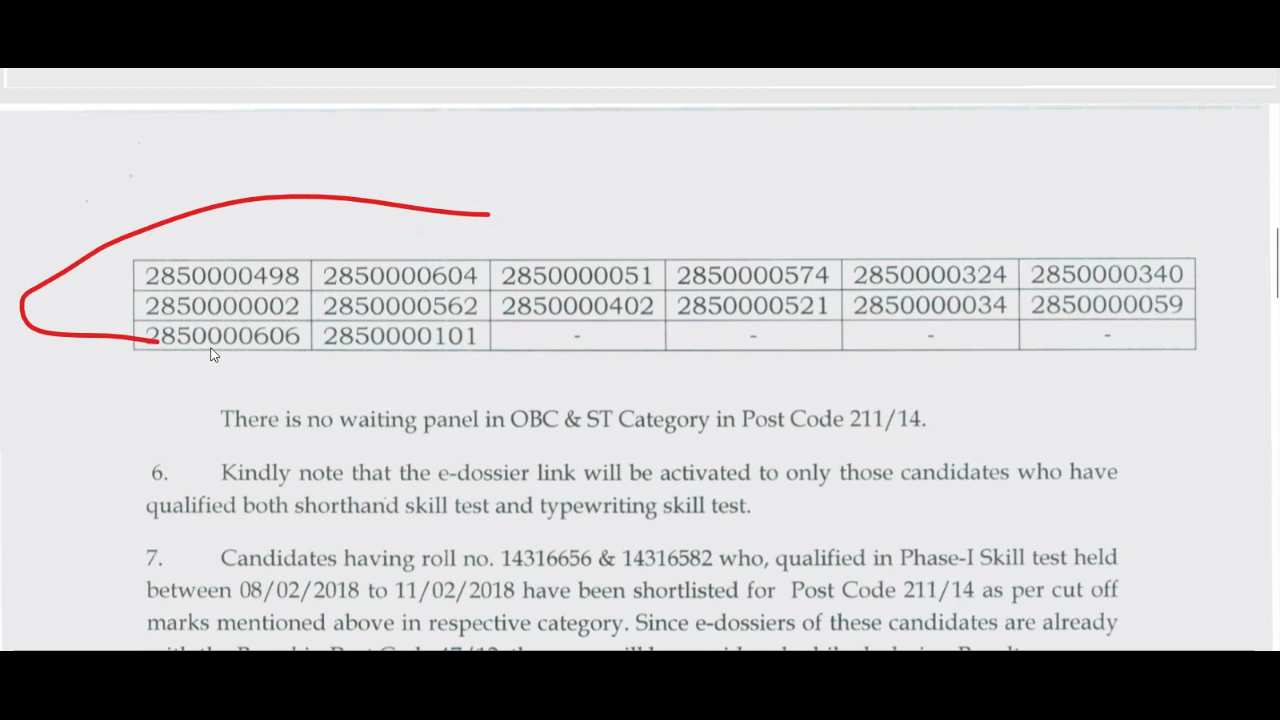 2850000498 2850000604 2850000051 2850000574 2850000324 2850000340
2850000002 2850000562 2850000402 2850000521 2850000034 2850000059
2850000606 2850000101 - - - -
There is no waiting panel in OBC & ST Category in Post Code 211/14.
6. Kindly note that the e-dossier link will be activated to only those candidates who have
qualified both shorthand skill test and typewriting skill test.
7. Candidates having roll no. 14316656 & 14316582 who, qualified in Phase-I Skill test held
between 08/02/2018 to 11/02/2018 have been shortlisted for Post Code 211/14 as per cut off
marks mentioned above in respective category. Since e-dossiers of these candidates are already